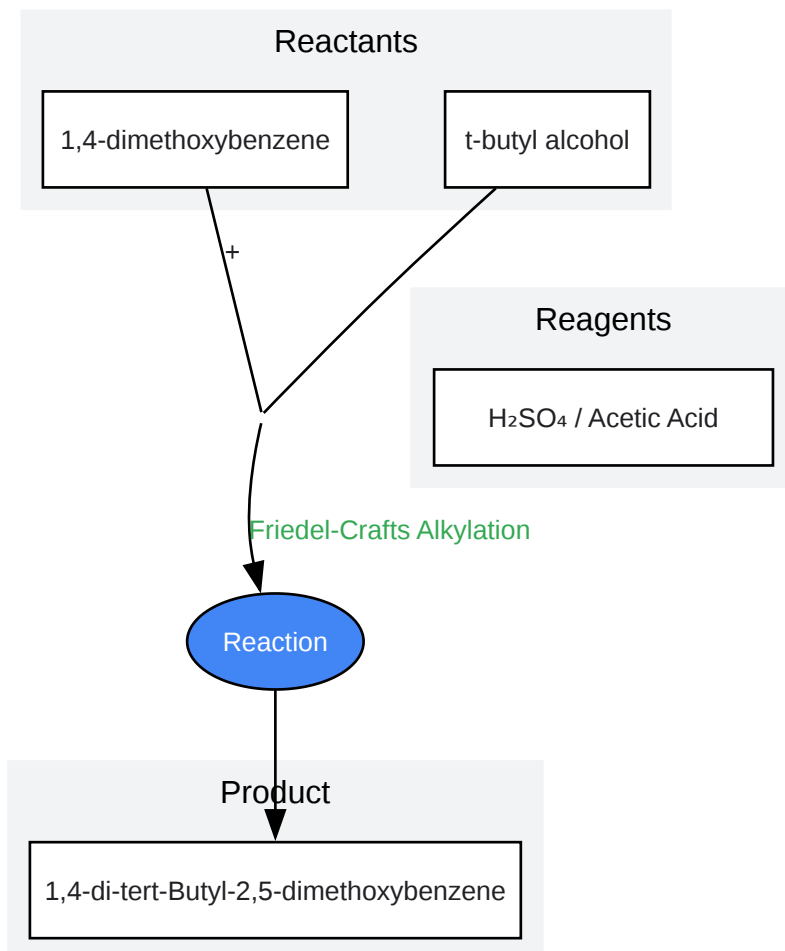 Reactants
1,4-dimethoxybenzene
t-butyl alcohol
+
Reagents
H₂SO₄ / Acetic Acid
Friedel-Crafts Alkylation
Reaction
Product
1,4-di-tert-Butyl-2,5-dimethoxybenzene